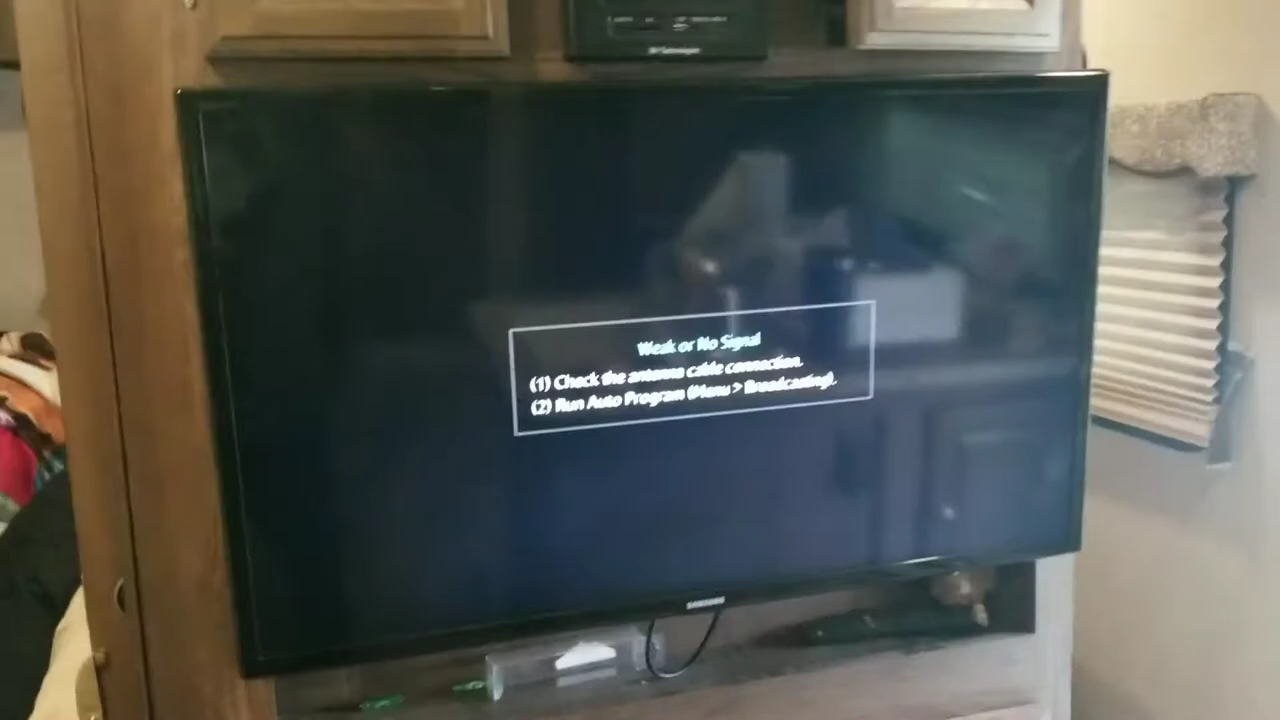 Weak or No Signal
(1) Check the antenna cable connection.
(2) Run Auto Program (Menu > Broadcasting).
SAMSUNG